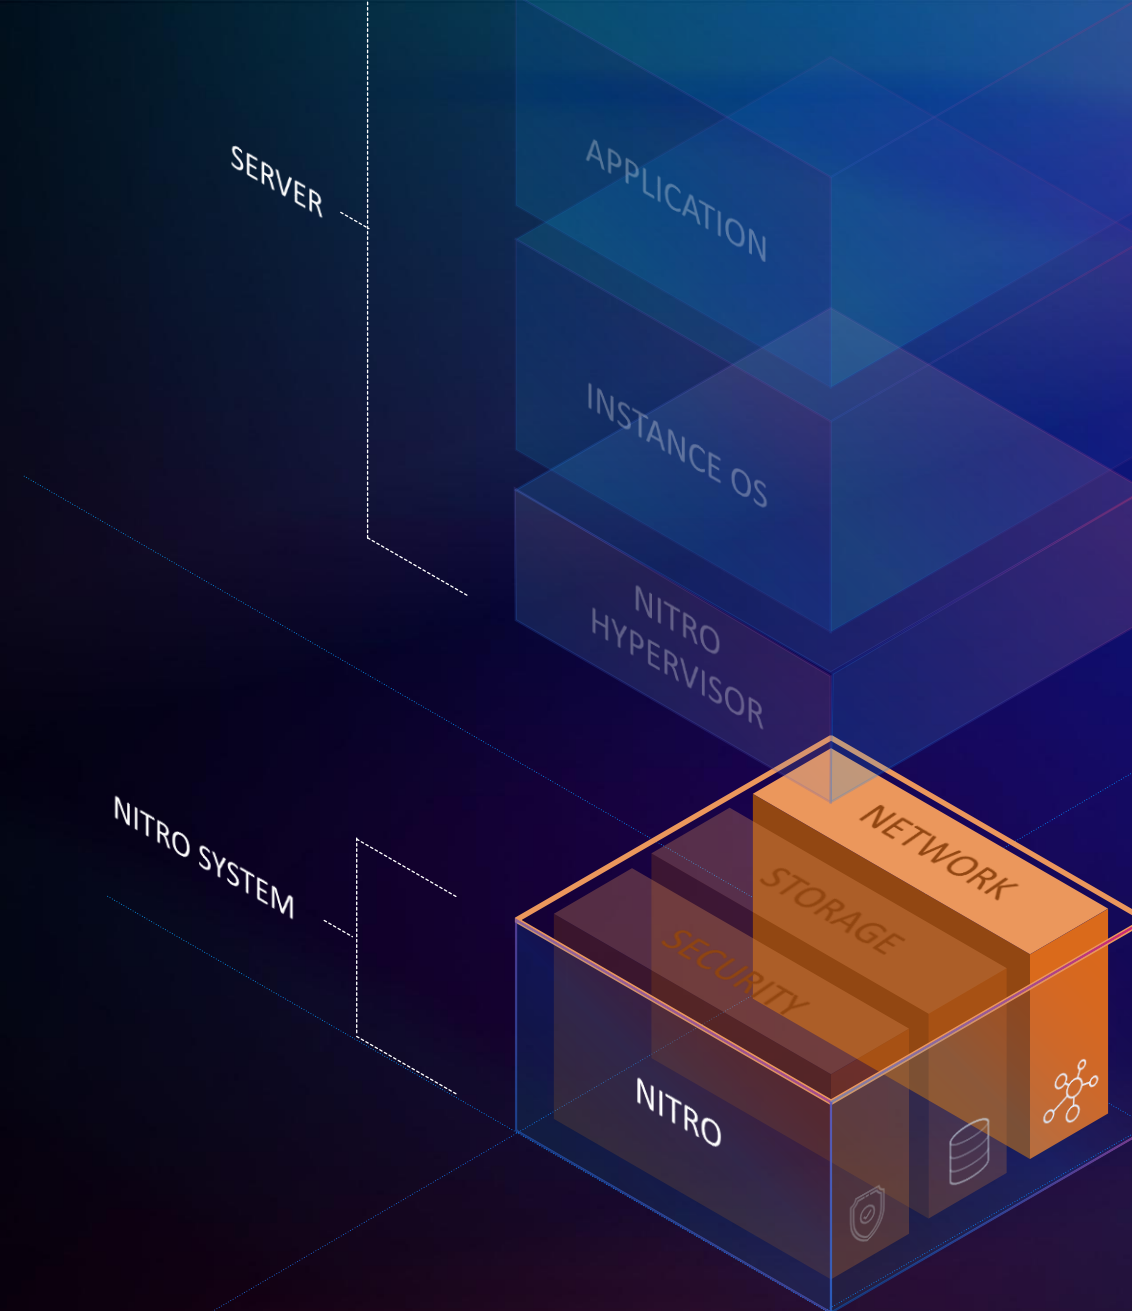 SERVER
APPLICATION
INSTANCE OS
NITRO
HYPERVISOR
NITRO SYSTEM
NETWORK
STORAGE
SECURITY
NITRO